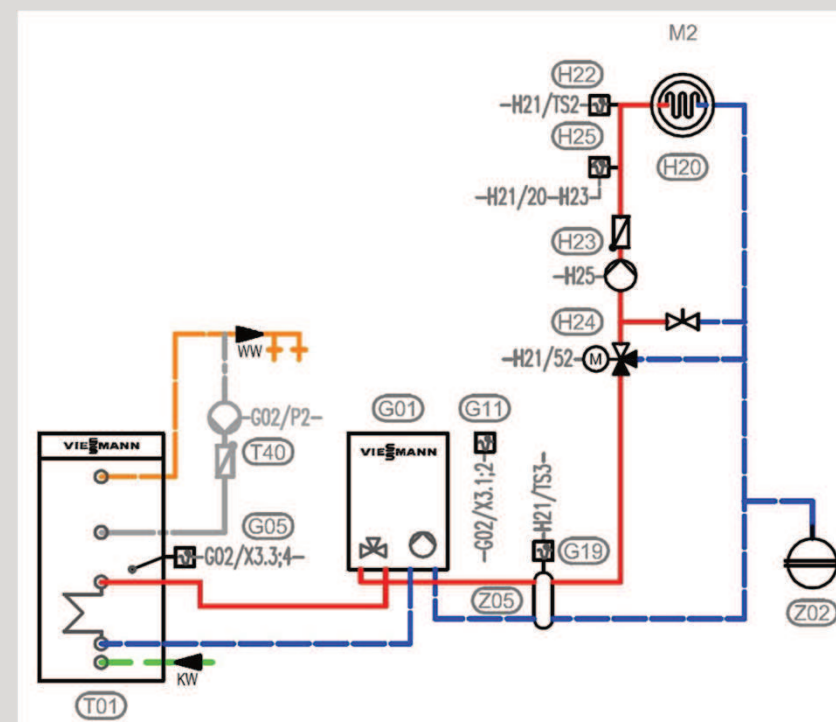 M2
H22
-H21/TS2-
H25
H20
-H21/20-H23-
H23
-H25-
H24
-H21/52-
M
WW
-G02/P2-
T40
G01
G11
VIESMANN
VIESMANN
-G02/X3.1;2-
-H21/TS3-
G05
-G02/X3.3;4-
G19
Z05
Z02
KW
T01